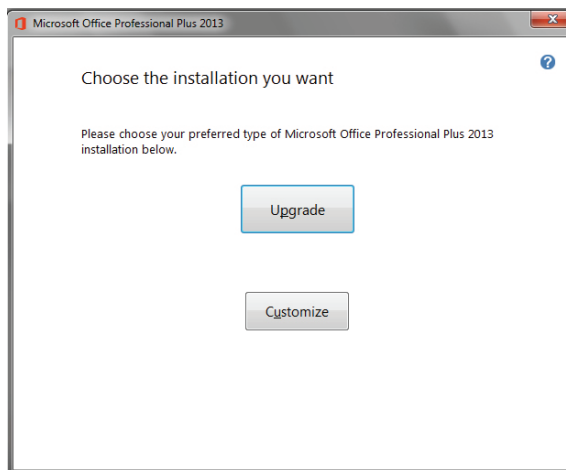 Microsoft Office Professional Plus 2013
Choose the installation you want
Please choose your preferred type of Microsoft Office Professional Plus 2013
installation below.
Upgrade
Customize